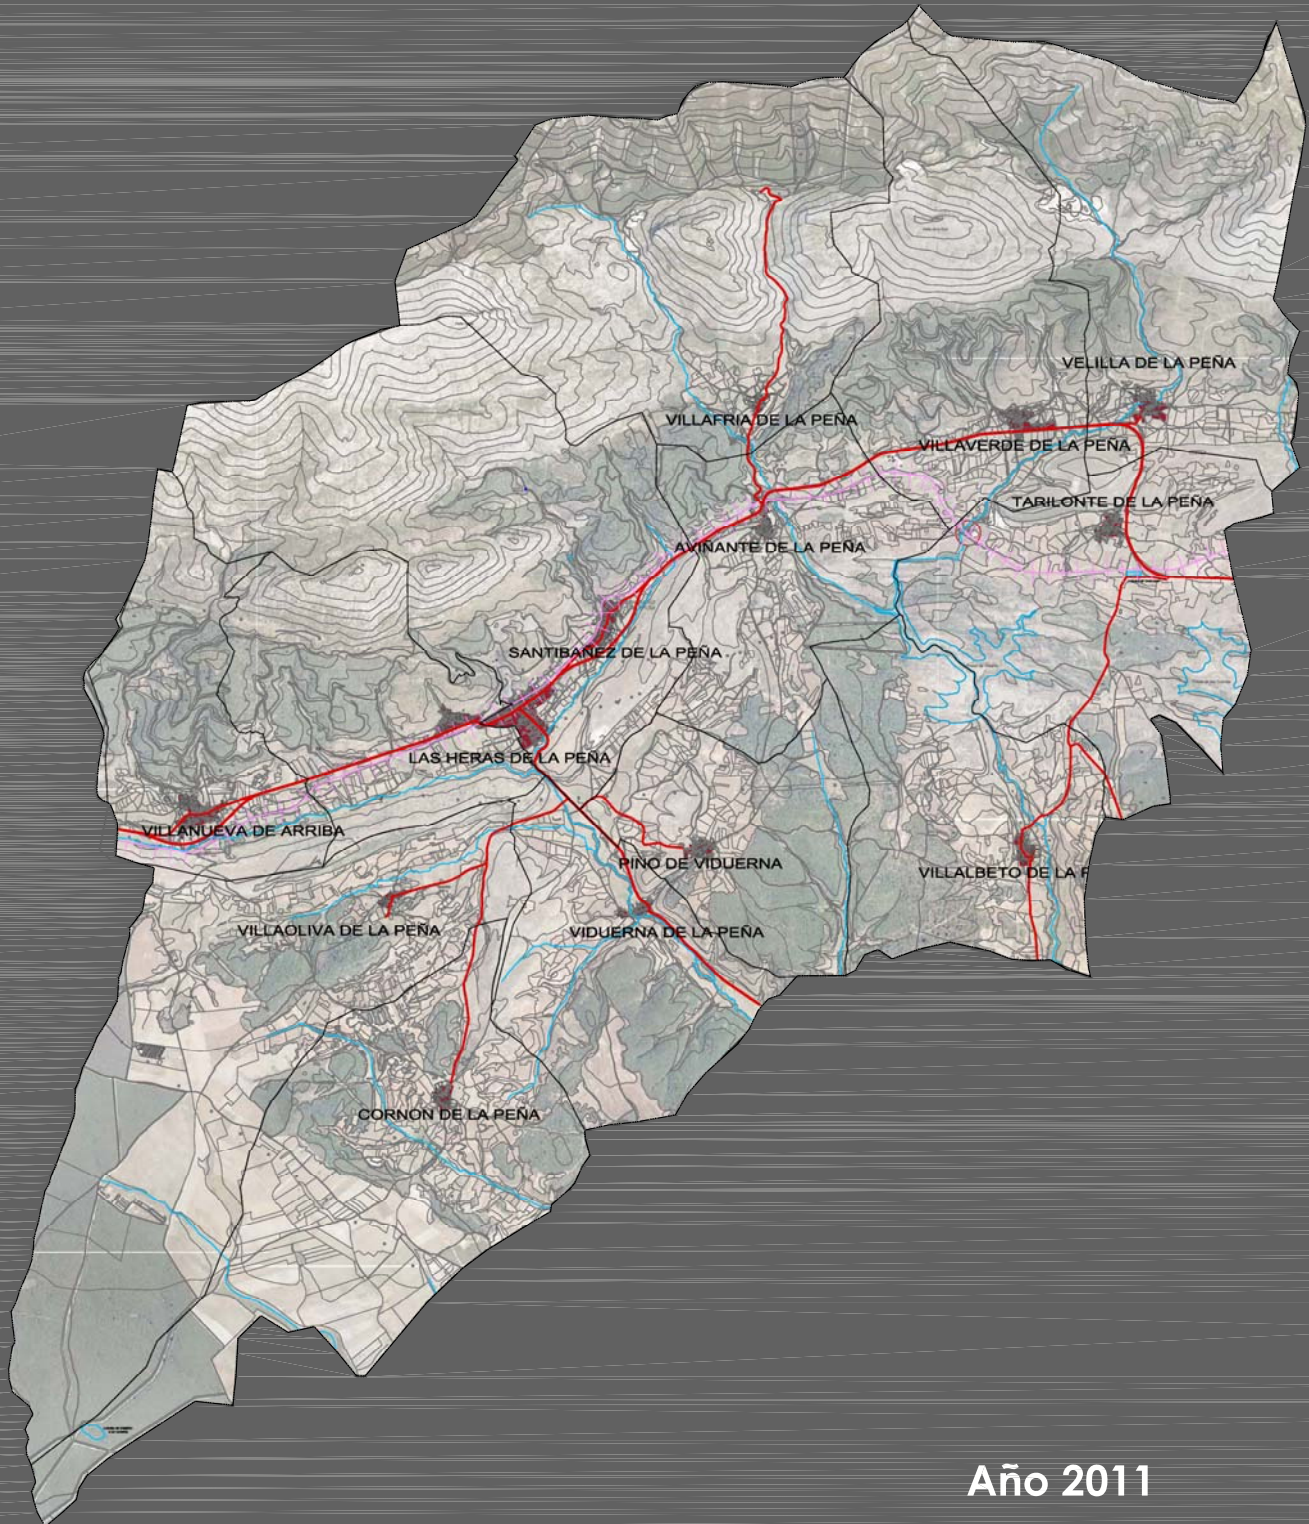 VELILLA DE LA PEÑA
VILLAFRIA DE LA PEÑA
VILLAVERDE DE LA PEÑA
TARILONTE DE LA PEÑA
AVIÑANTE DE LA PEÑA
SANTIBAÑEZ DE LA PEÑA
LAS HERAS DE LA PEÑA
VILLANUEVA DE ARRIBA
PINO DE VIDUERNA
VILLALBETO DE LA P
VILLAOLIVA DE LA PEÑA
VIDUERNA DE LA PEÑA
CORNON DE LA PEÑA
Año 2011